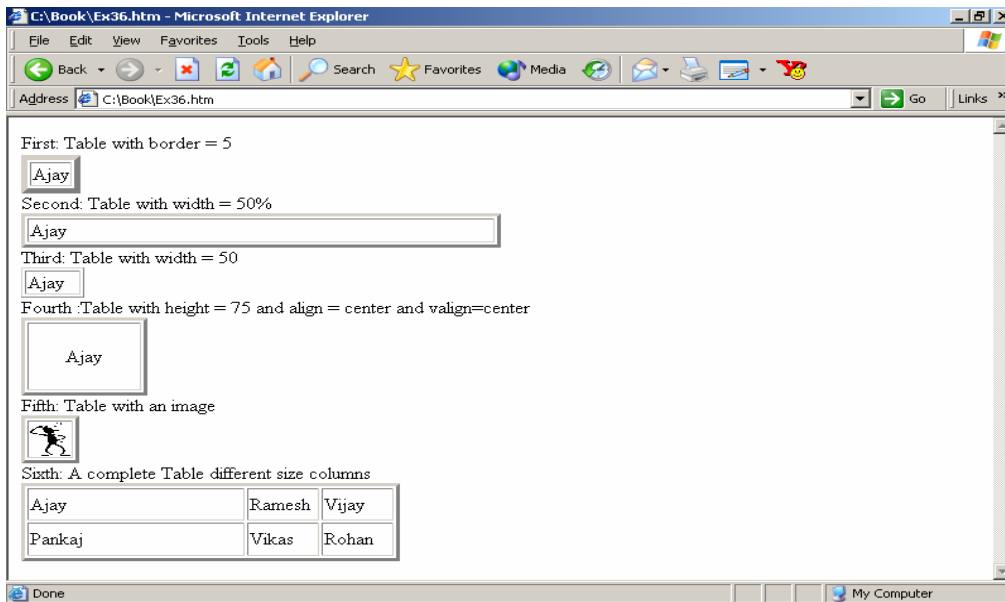 C:\Book\Ex36.htm - Microsoft Internet Explorer
File Edit View Favorites Tools Help
Back Search Favorites Media
Address C:\Book\Ex36.htm Go Links »
First: Table with border = 5
Ajay
Second: Table with width = 50%
Ajay
Third: Table with width = 50
Ajay
Fourth :Table with height = 75 and align = center and valign=center
Ajay
Fifth: Table with an image
Sixth: A complete Table different size columns
Ajay Ramesh Vijay
Pankaj Vikas Rohan
Done My Computer